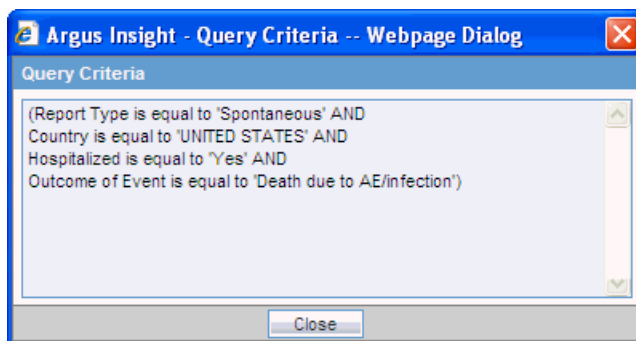 Argus Insight - Query Criteria -- Webpage Dialog
Query Criteria
(Report Type is equal to 'Spontaneous' AND
Country is equal to 'UNITED STATES' AND
Hospitalized is equal to 'Yes' AND
Outcome of Event is equal to 'Death due to AE/infection')
Close